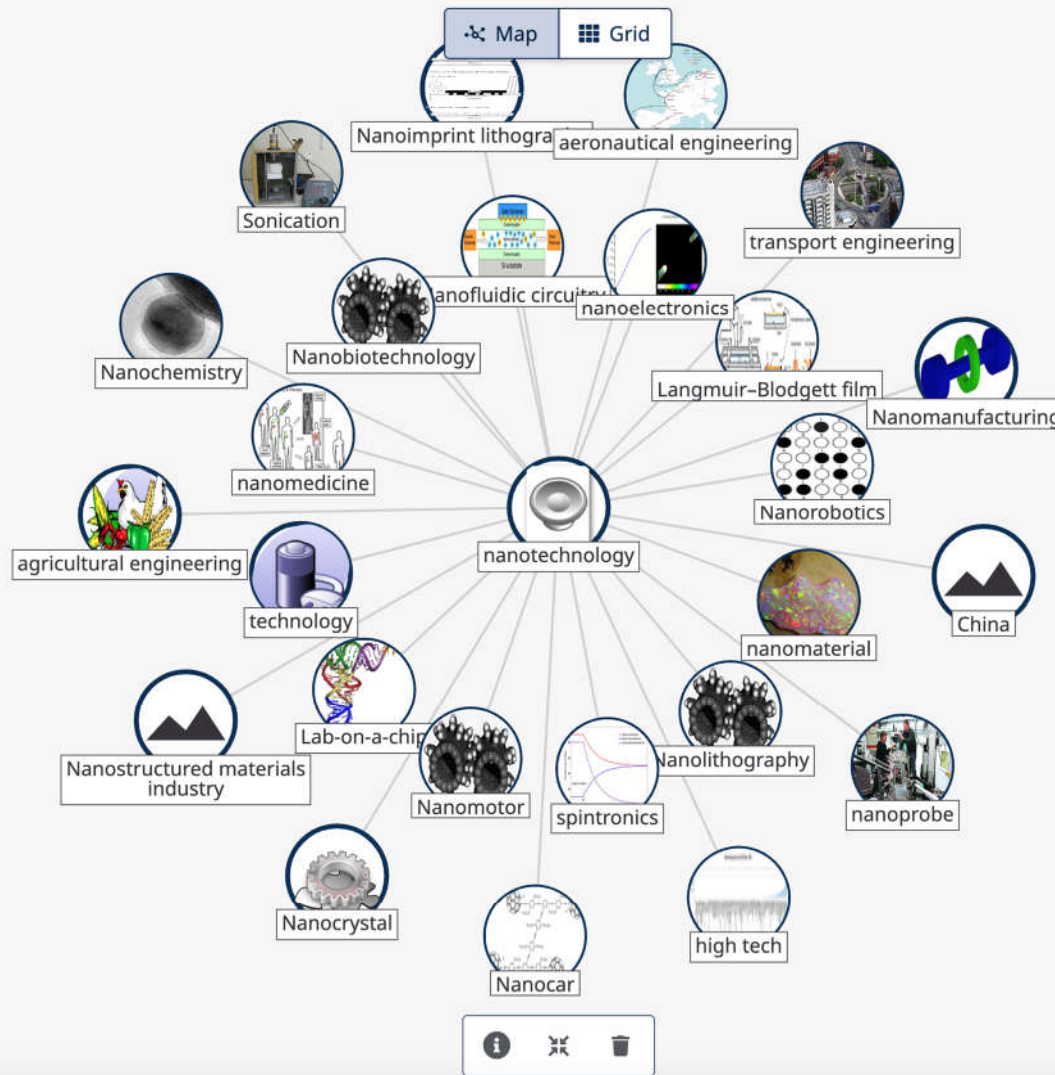 Map
Grid
Nanoimprint lithogra
aeronautical engineering
Sonication
transport engineering
anofluidic circuitry
nanoelectronics
Nanobiotechnology
Nanochemistry
Langmuir–Blodgett film
Nanomanufacturing
nanomedicine
Nanorobotics
nanotechnology
agricultural engineering
technology
China
nanomaterial
Lab-on-a-chip
Nanolithography
Nanostructured materials
industry
Nanomotor
spintronics
nanoprobe
Nanocrystal
high tech
Nanocar